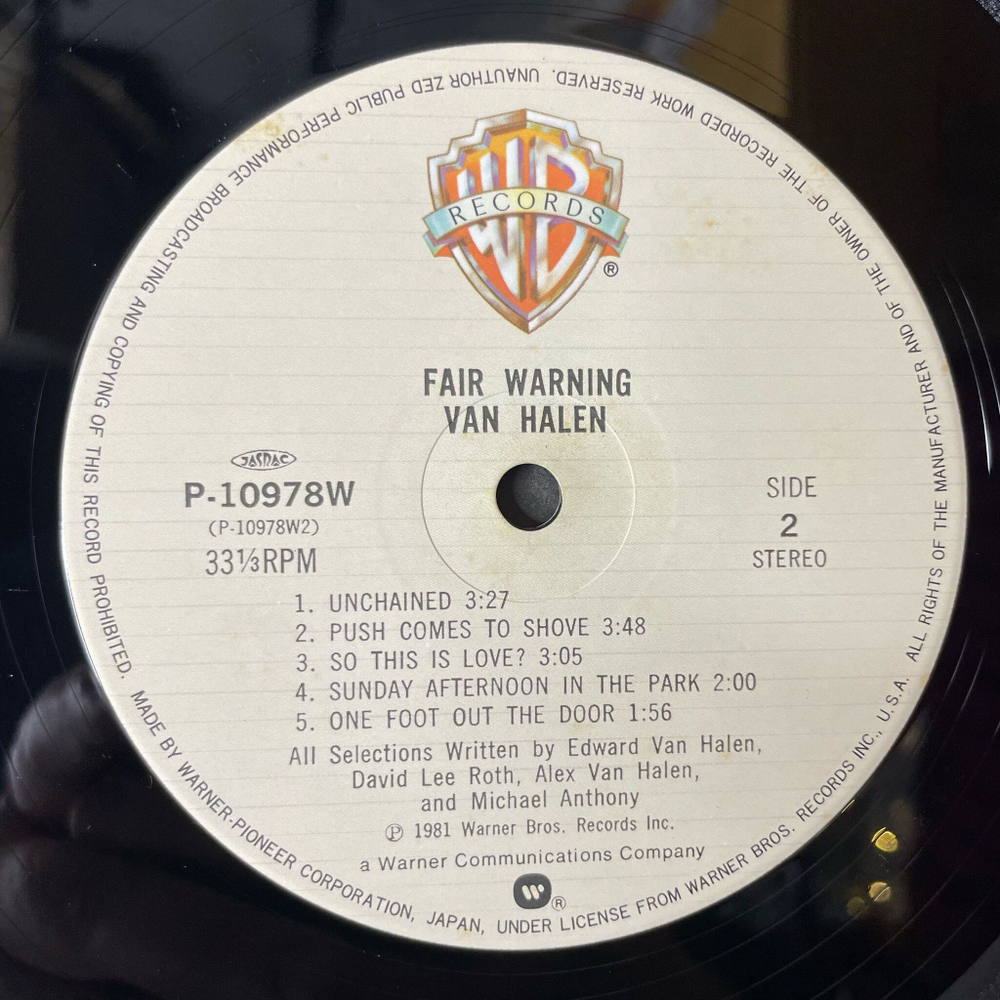 WB
RECORDS
®
FAIR WARNING
VAN HALEN
JASRAC
P-10978W
(P-10978W2)
33⅓RPM
SIDE
2
STEREO
1. UNCHAINED 3:27
2. PUSH COMES TO SHOVE 3:48
3. SO THIS IS LOVE? 3:05
4. SUNDAY AFTERNOON IN THE PARK 2:00
5. ONE FOOT OUT THE DOOR 1:56
All Selections Written by Edward Van Halen,
David Lee Roth, Alex Van Halen,
and Michael Anthony
℗ 1981 Warner Bros. Records Inc.
a Warner Communications Company
®
MADE BY WARNER-PIONEER CORPORATION, JAPAN, UNDER LICENSE FROM WARNER BROS. RECORDS INC., U.S.A. ALL RIGHTS OF THE MANUFACTURER AND OF THE OWNER OF THE RECORDED WORK RESERVED. UNAUTHOR ZED PUBLIC PERFORMANCE BROADCASTING AND COPYING OF THIS RECORD PROHIBITED.